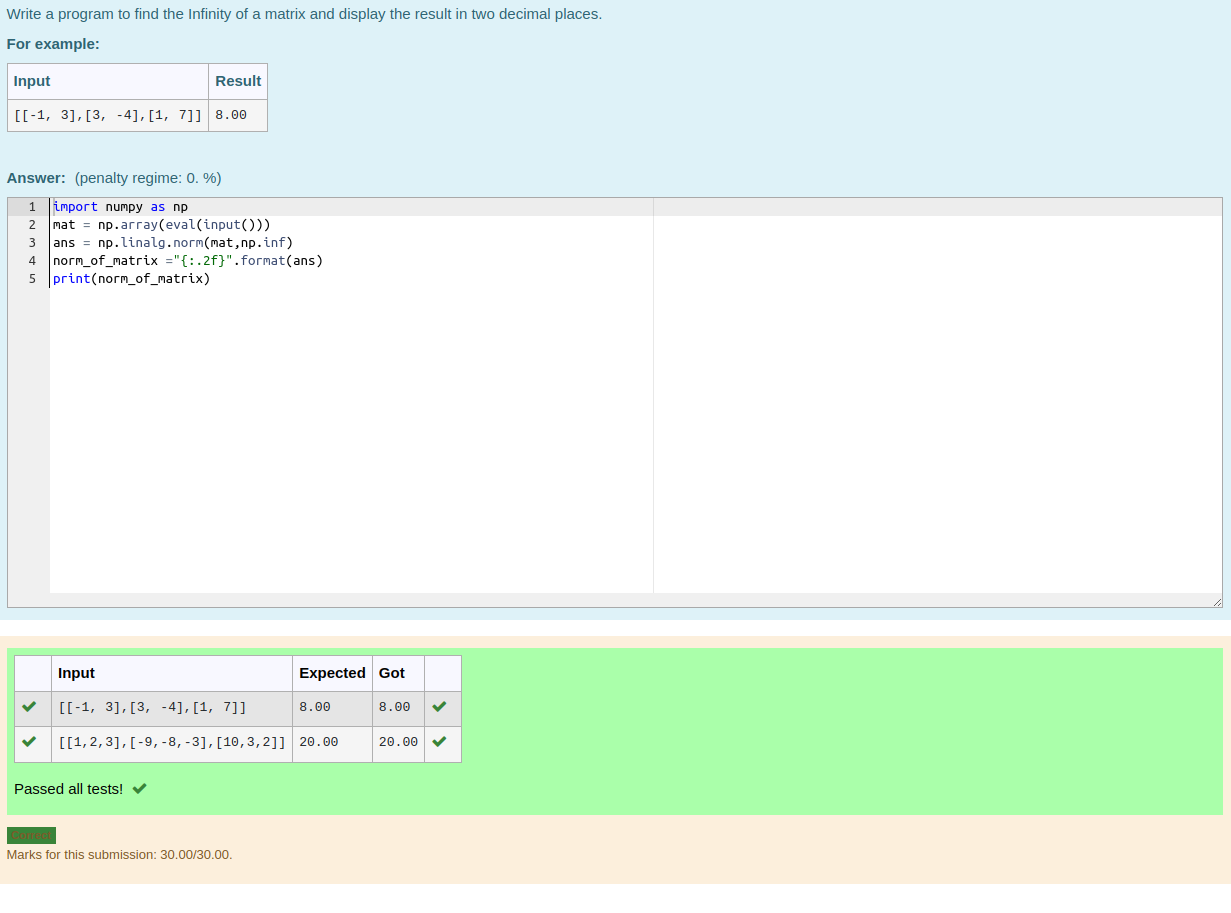 Write a program to find the Infinity of a matrix and display the result in two decimal places.
For example:
Input Result
[[-1, 3],[3, -4],[1, 7]] 8.00
Answer: (penalty regime: 0. %)
1 import numpy as np
2 mat = np.array(eval(input()))
3 ans = np.linalg.norm(mat,np.inf)
4 norm_of_matrix ="{:.2f}".format(ans)
5 print(norm_of_matrix)
Input Expected Got
[[-1, 3],[3, -4],[1, 7]] 8.00 8.00
[[1,2,3],[-9,-8,-3],[10,3,2]] 20.00 20.00
Passed all tests!
Correct
Marks for this submission: 30.00/30.00.